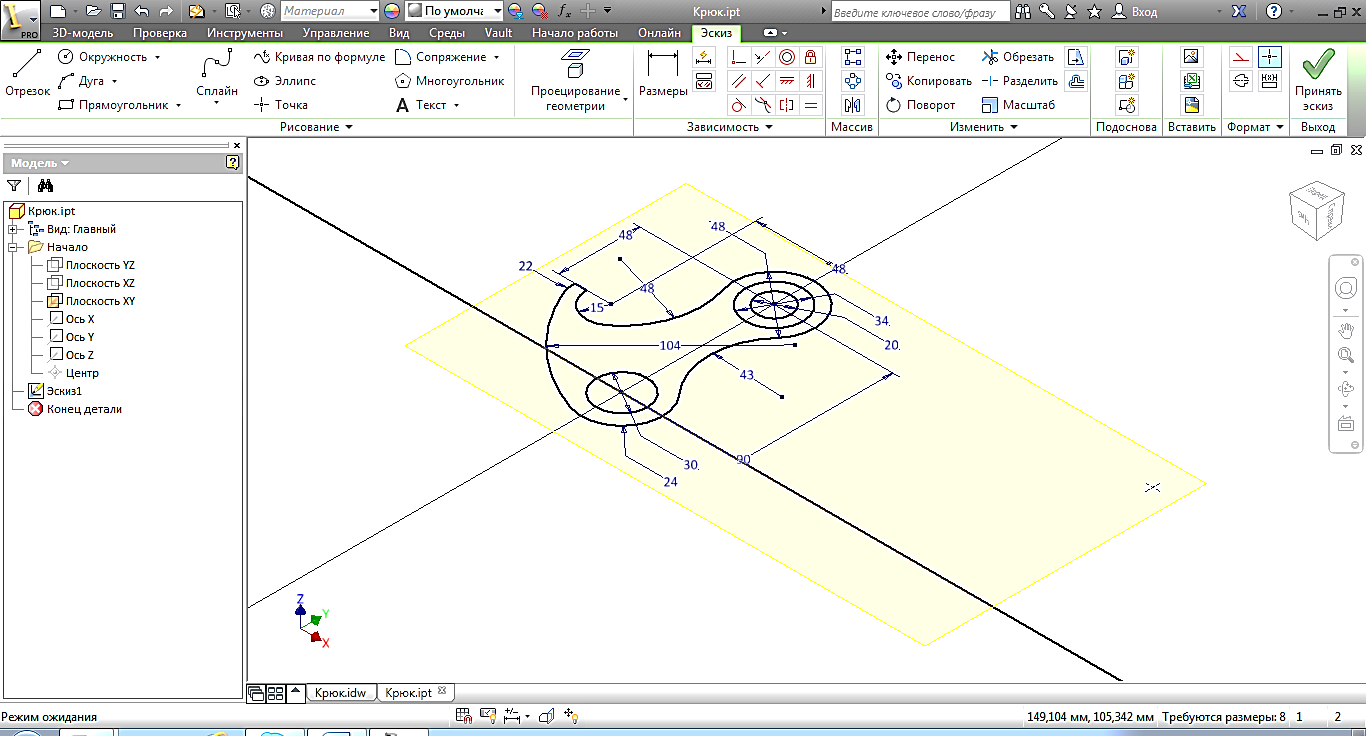 Материал
По умолча
Крюк.ipt
Введите ключевое слово/фразу
Вход
PRO
3D-модель
Проверка
Инструменты
Управление
Вид
Среды
Vault
Начало работы
Онлайн
Эскиз
Отрезок
Окружность
Дуга
Прямоугольник
Сплайн
Кривая по формуле
Эллипс
Точка
Сопряжение
Многоугольник
Текст
Проецирование
геометрии
Размеры
Перенос
Копировать
Поворот
Обрезать
Разделить
Масштаб
Принять
эскиз
Рисование
Зависимость
Массив
Изменить
Подоснова
Вставить
Формат
Выход
Модель
Крюк.ipt
Вид: Главный
Начало
Плоскость YZ
Плоскость XZ
Плоскость XY
Ось X
Ось Y
Ось Z
Центр
Эскиз1
Конец детали
48
48
22
48
48.
15
34.
104
20.
43
90
30.
24
Z
Y
X
Крюк.idw
Крюк.ipt
Режим ожидания
149,104 мм, 105,342 мм
Требуются размеры: 8
1
2